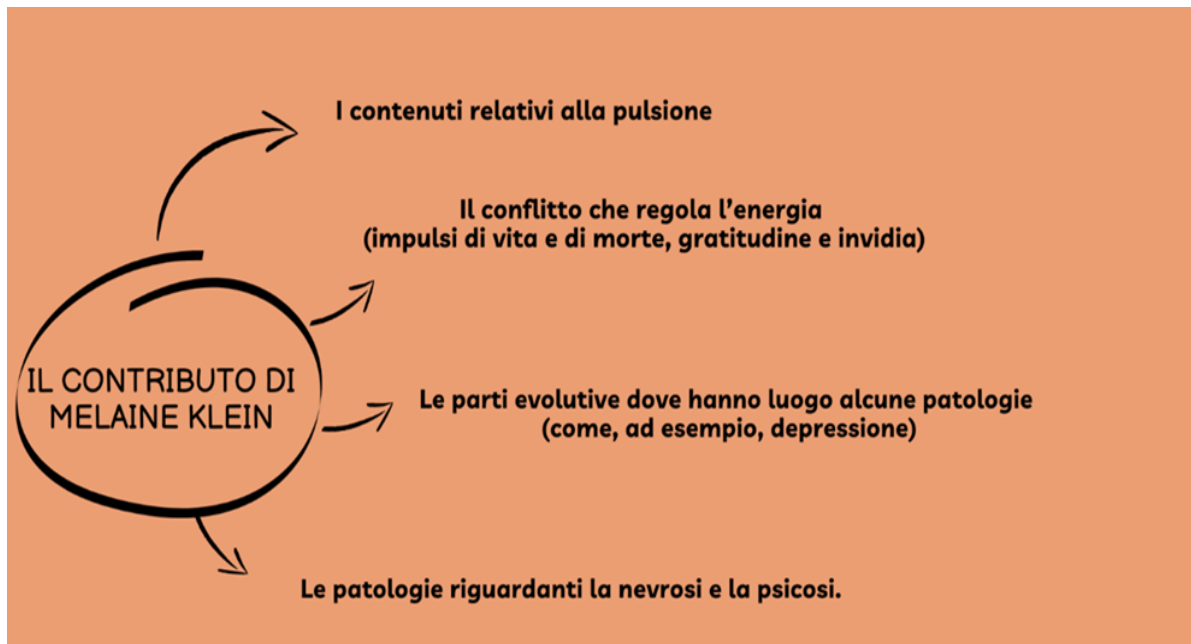 I contenuti relativi alla pulsione
Il conflitto che regola l'energia
(impulsi di vita e di morte, gratitudine e invidia)
IL CONTRIBUTO DI
MELAINE KLEIN
Le parti evolutive dove hanno luogo alcune patologie
(come, ad esempio, depressione)
Le patologie riguardanti la nevrosi e la psicosi.